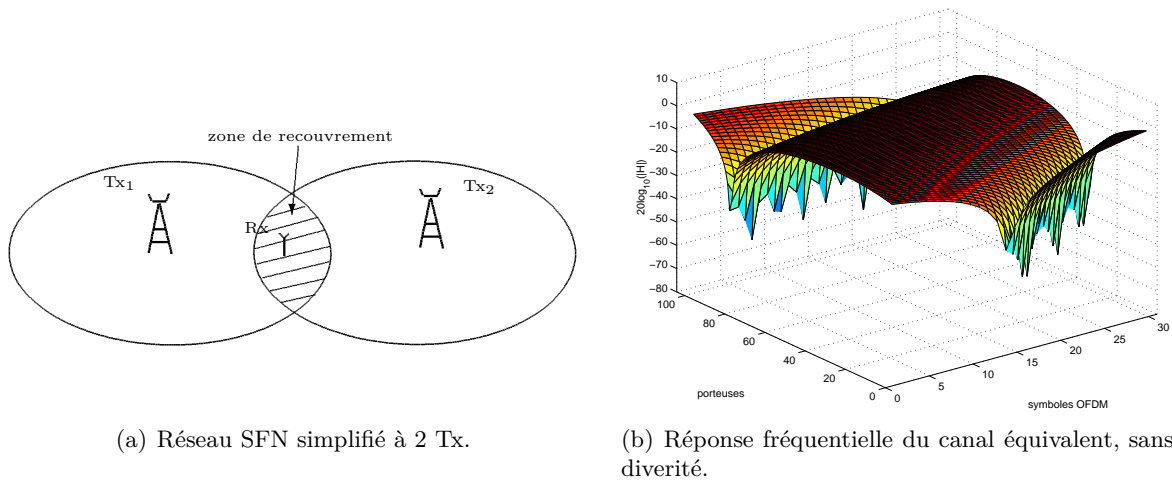 zone de recouvrement
Tx1
Tx2
Rx
(a) Réseau SFN simplifié à 2 Tx.
20log10(|H|)
10
0
−10
−20
−30
−40
−50
−60
−70
−80
100
80
60
40
20
0
porteuses
0
5
10
15
20
25
30
symboles OFDM
(b) Réponse fréquentielle du canal équivalent, sans
diverité.